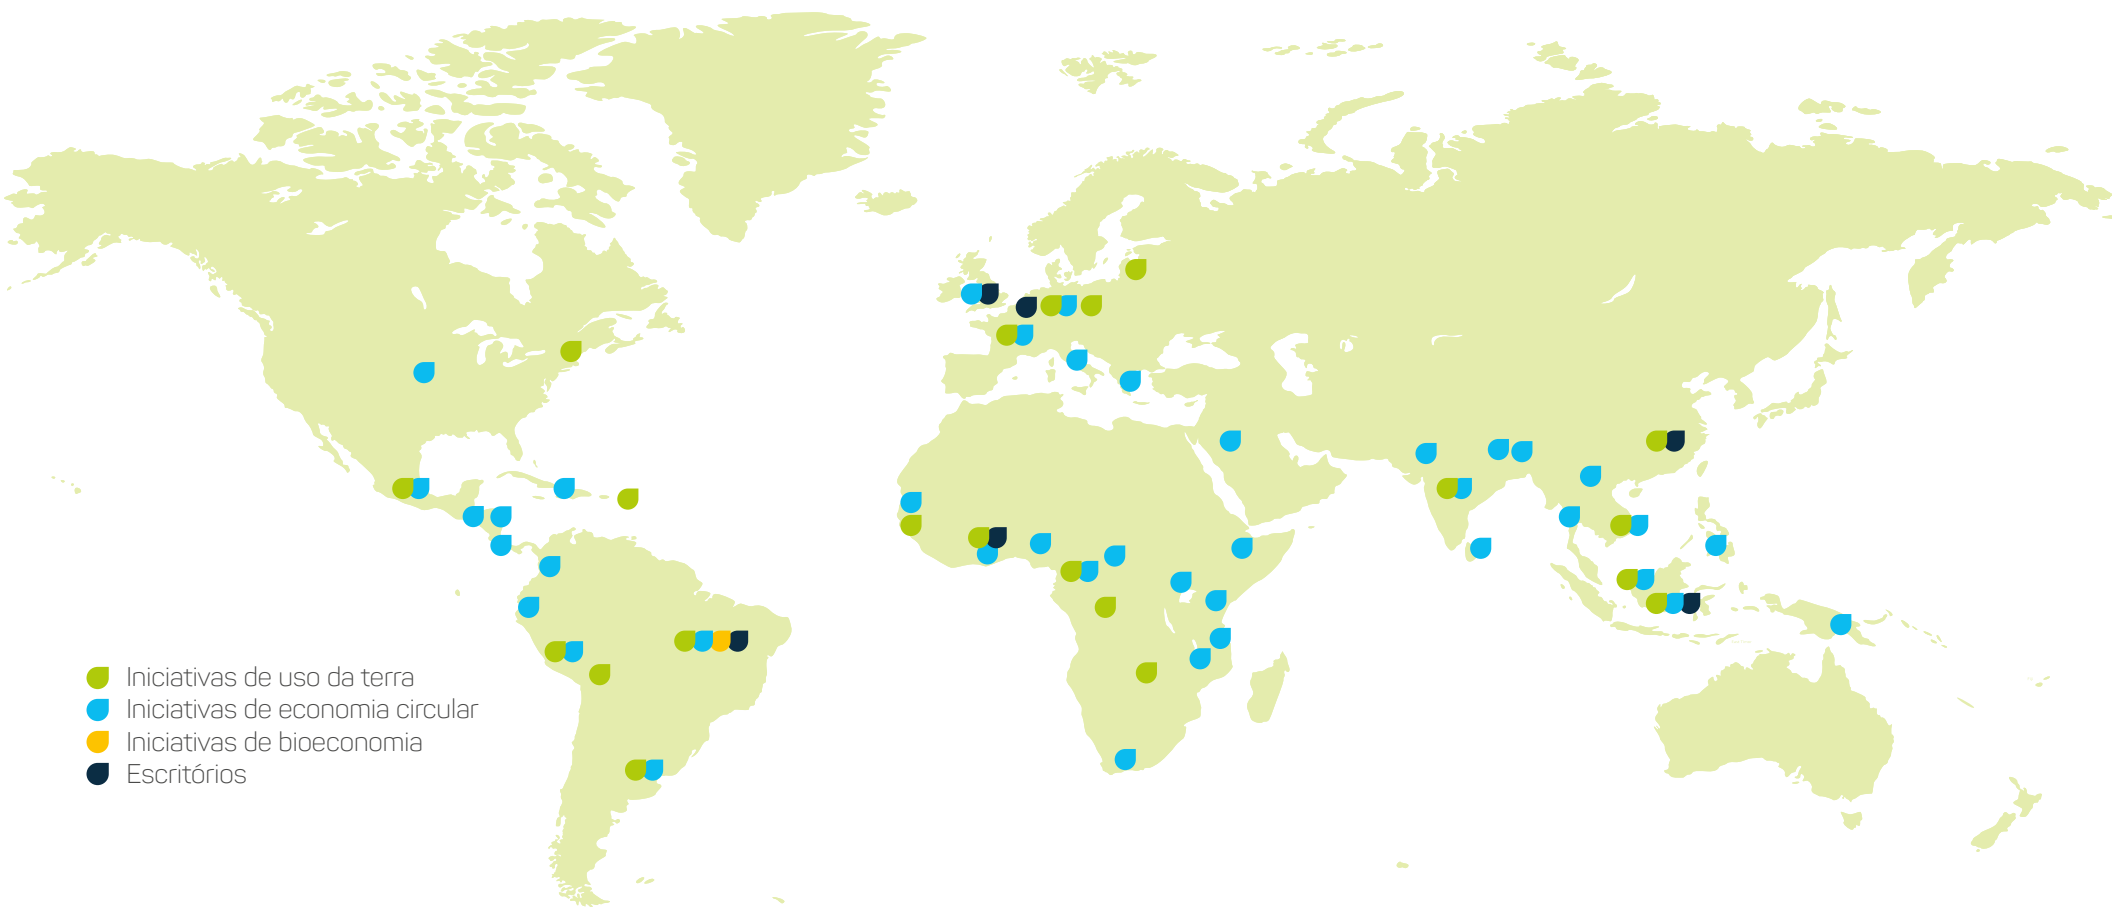 Iniciativas de uso da terra
Iniciativas de economia circular
Iniciativas de bioeconomia
Escritórios